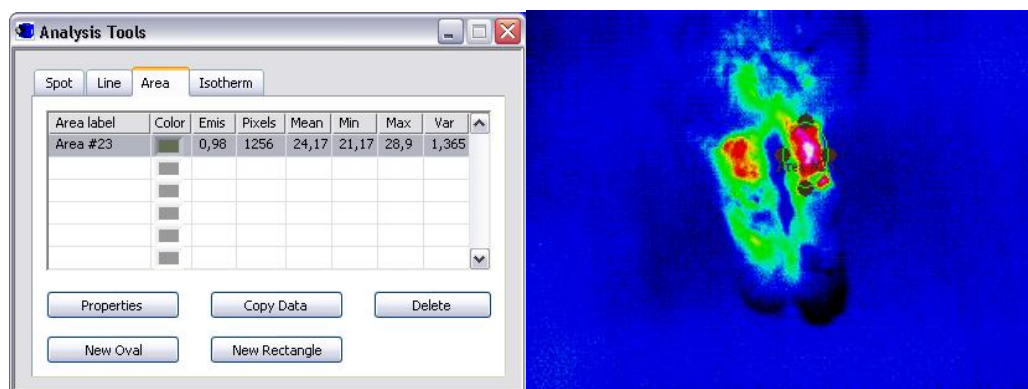 Analysis Tools
Spot Line Area Isotherm
Area label Color Emis Pixels Mean Min Max Var
Area #23 0,98 1256 24,17 21,17 28,9 1,365
Properties Copy Data Delete
New Oval New Rectangle